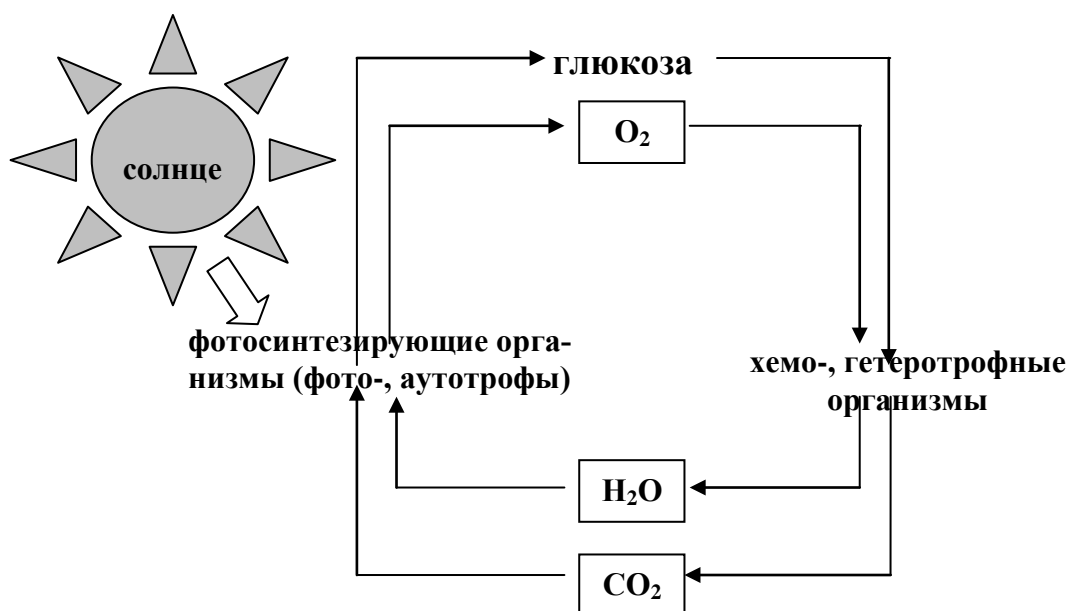 глюкоза
O₂
солнце
фотосинтезирующие орга-
низмы (фото-, аутотрофы)
хемо-, гетеротрофные
организмы
H₂O
CO₂